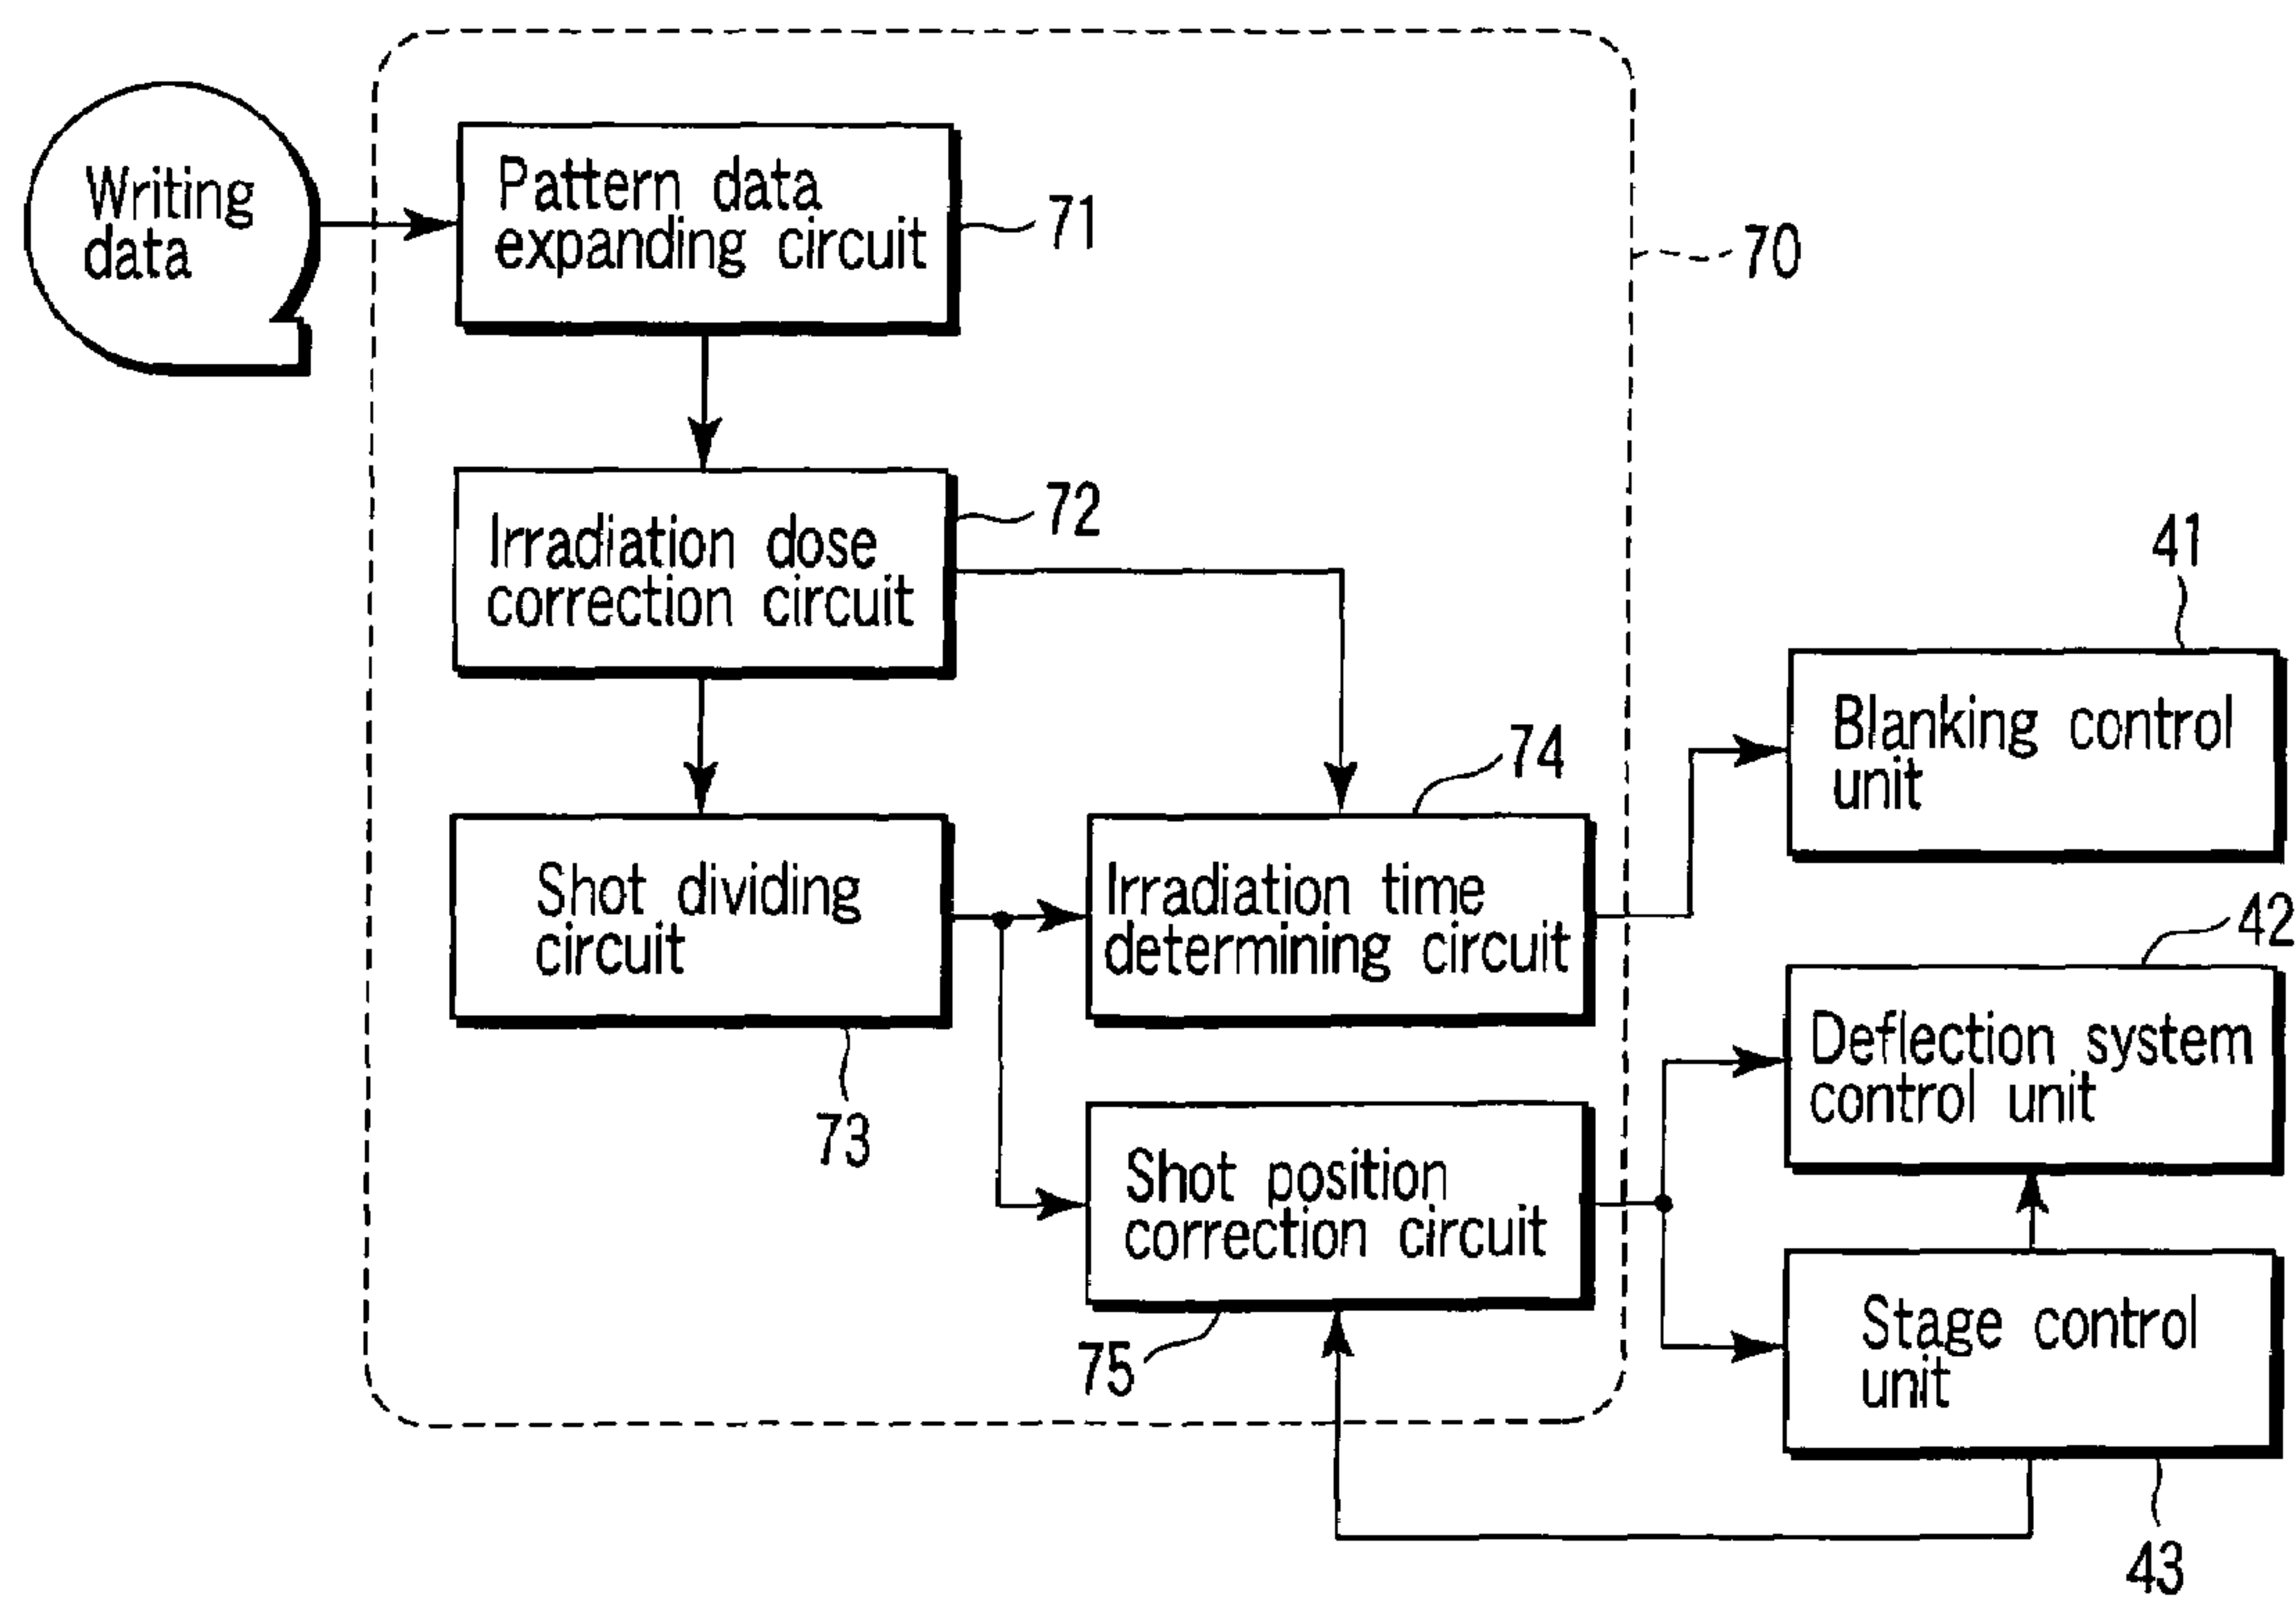 Writing
data
Pattern data
expanding circuit
71
70
Irradiation dose
correction circuit
72
41
Blanking control
unit
74
Shot dividing
circuit
Irradiation time
determining circuit
42
Deflection system
control unit
73
Shot position
correction circuit
75
Stage control
unit
43